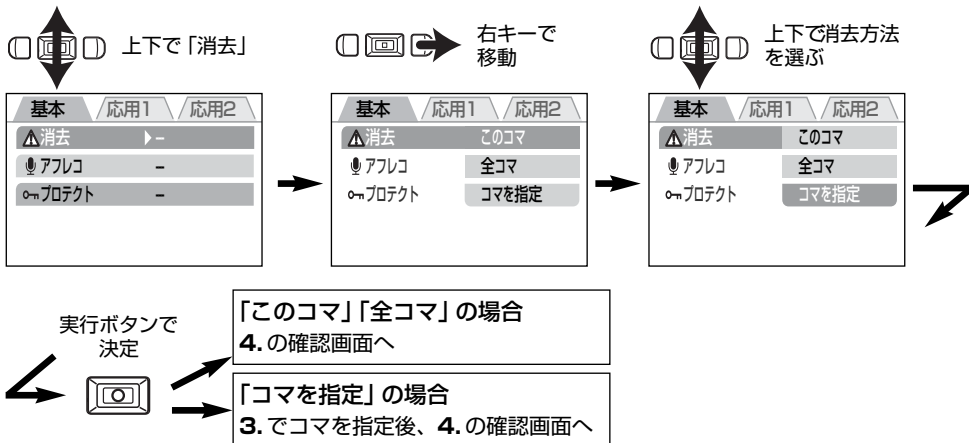 上下で「消去」
右キーで
移動
上下で消去方法
を選ぶ
基本 応用1 応用2
消去 –
アフレコ –
プロテクト –
基本 応用1 応用2
消去 このコマ
アフレコ 全コマ
プロテクト コマを指定
基本 応用1 応用2
消去 このコマ
アフレコ 全コマ
プロテクト コマを指定
実行ボタンで
決定
「このコマ」「全コマ」の場合
4. の確認画面へ
「コマを指定」の場合
3. でコマを指定後、4. の確認画面へ